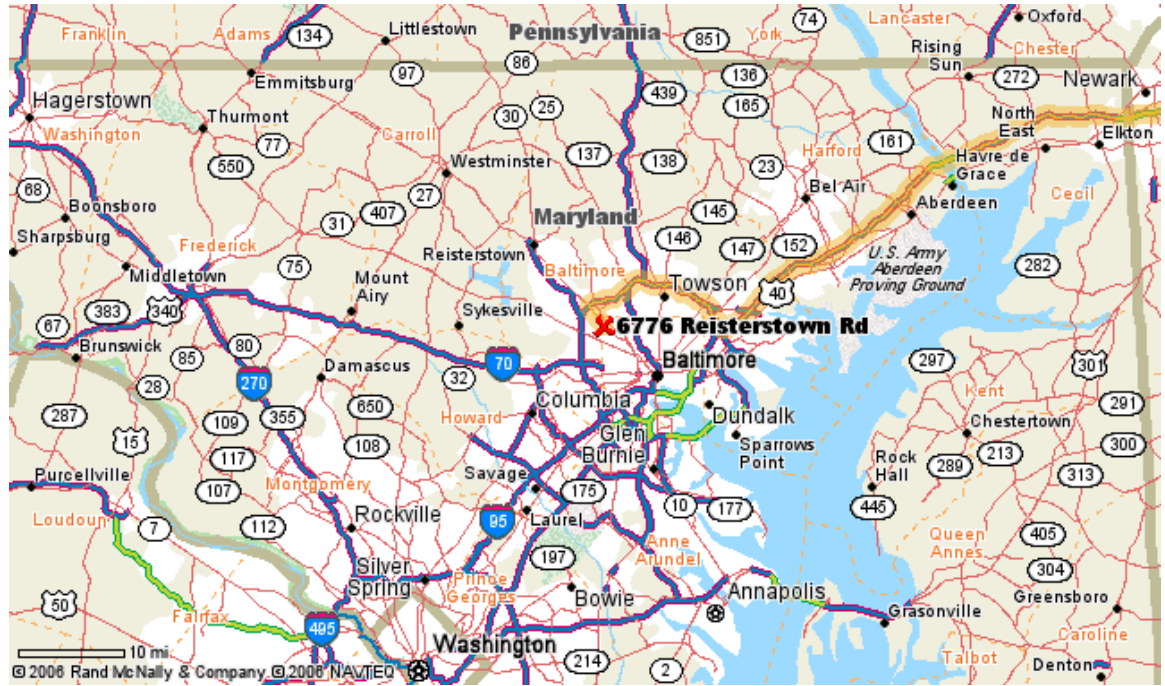 Franklin
Adams
134
Littlestown
Pennsylvania
851
York
74
Lancaster
Oxford
Chester
Rising
Sun
272
Newark
Emmitsburg
97
86
439
136
165
Hagerstown
Washington
Thurmont
77
550
Carroll
30
25
137
138
23
Harford
161
North
East
Elkton
Havre de
Grace
Cecil
Westminster
27
407
31
68
Boonsboro
Sharpsburg
Frederick
Middletown
75
Reisterstown
Maryland
Bel Air
145
146
147
152
Aberdeen
U.S. Army
Aberdeen
Proving Ground
282
Mount
Airy
Baltimore
Towson
40
383
340
67
Brunswick
85
80
28
270
Sykesville
6776 Reisterstown Rd
70
32
Baltimore
Damascus
297
301
Kent
291
287
15
109
355
650
108
Howard
Columbia
Glen
Burnie
Dundalk
Sparrows
Point
Chestertown
213
300
289
313
Rock
Hall
445
117
107
Purcellville
Loudoun
7
112
Montgomery
Rockville
Savage
175
Laurel
95
10
177
197
Anne
Arundel
Queen
Annes
405
304
50
Silver
Spring
Prince
Georges
Bowie
Annapolis
Grasonville
Greensboro
Fairfax
495
Washington
214
2
Talbot
Caroline
Denton
10 mi
© 2006 Rand McNally & Company © 2006 NAVTEQ